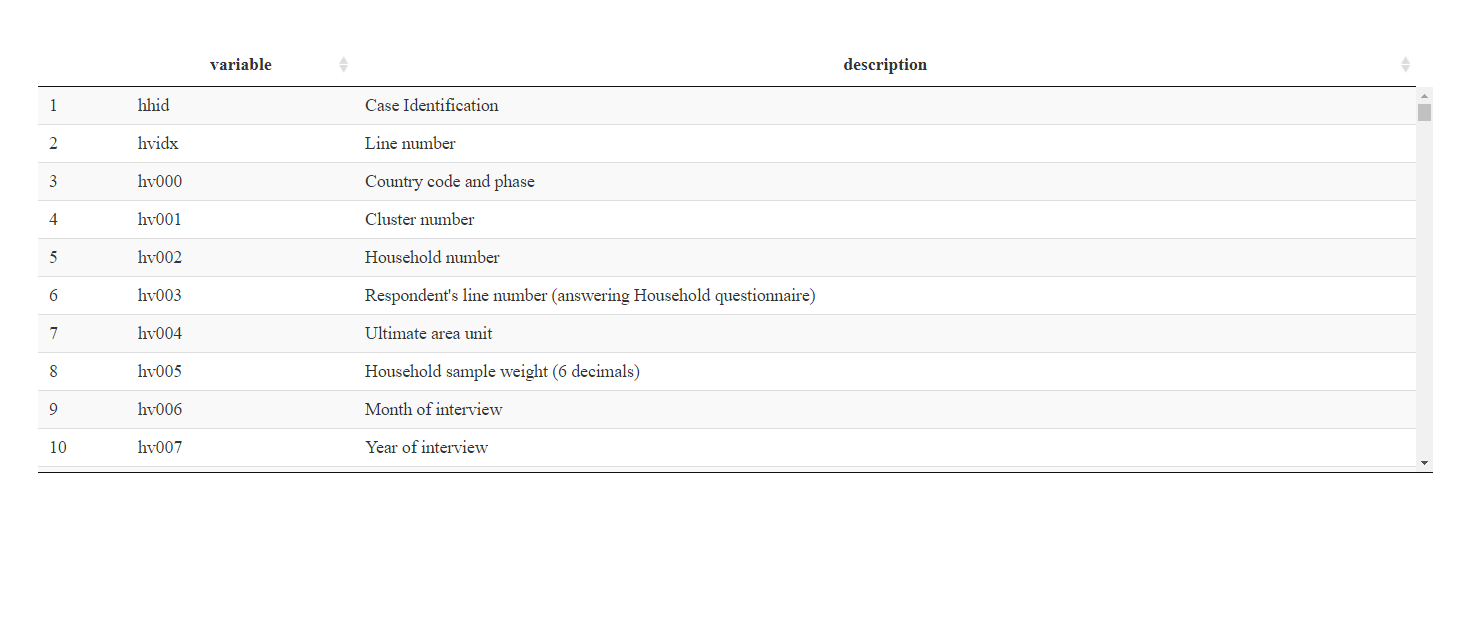 variable description
1 hhid Case Identification
2 hvidx Line number
3 hv000 Country code and phase
4 hv001 Cluster number
5 hv002 Household number
6 hv003 Respondent's line number (answering Household questionnaire)
7 hv004 Ultimate area unit
8 hv005 Household sample weight (6 decimals)
9 hv006 Month of interview
10 hv007 Year of interview